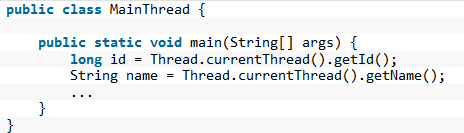 public class MainThread {
    public static void main(String[] args) {
        long id = Thread.currentThread().getId();
        String name = Thread.currentThread().getName();
        ...
    }
}